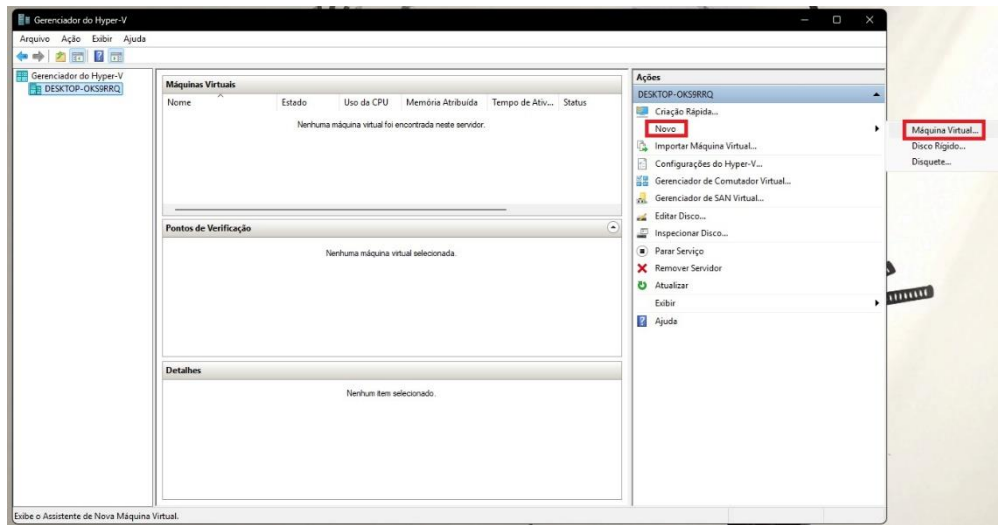 Gerenciador do Hyper-V
Arquivo Ação Exibir Ajuda
Gerenciador do Hyper-V
DESKTOP-OKS9RRQ
Máquinas Virtuais
Nome Estado Uso da CPU Memória Atribuída Tempo de Ativ... Status
Nenhuma máquina virtual foi encontrada neste servidor.
Pontos de Verificação
Nenhuma máquina virtual selecionada.
Detalhes
Nenhum item selecionado.
Ações
DESKTOP-OKS9RRQ
Criação Rápida...
Novo
Importar Máquina Virtual...
Configurações do Hyper-V...
Gerenciador de Comutador Virtual...
Gerenciador de SAN Virtual...
Editar Disco...
Inspecionar Disco...
Parar Serviço
Remover Servidor
Atualizar
Exibir
Ajuda
Máquina Virtual...
Disco Rígido...
Disquete...
Exibe o Assistente de Nova Máquina Virtual.